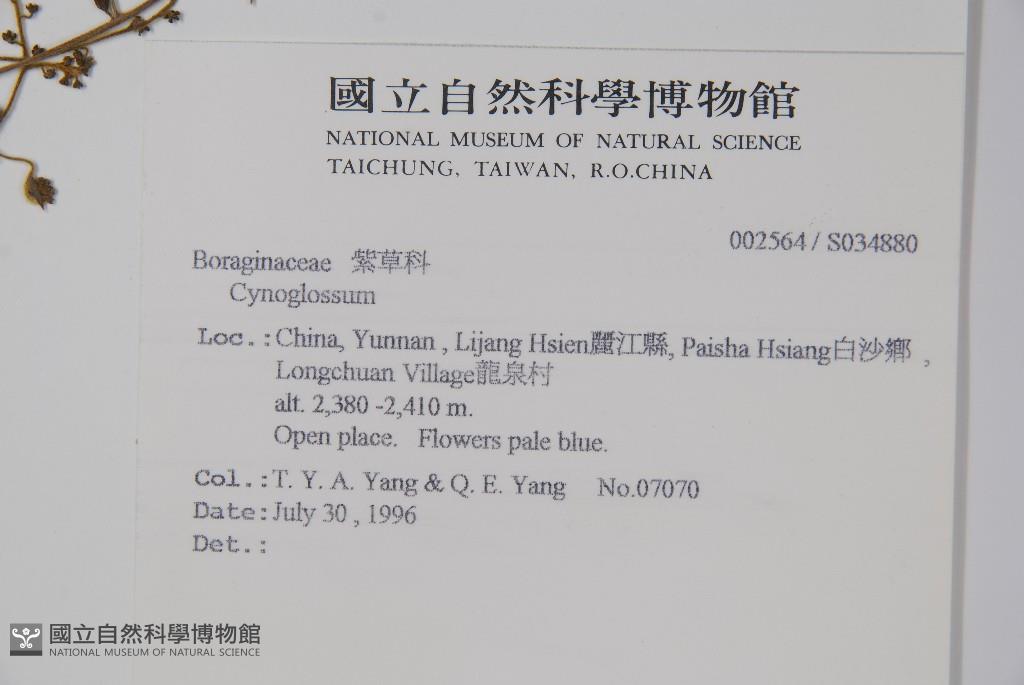 國立自然科學博物館
NATIONAL MUSEUM OF NATURAL SCIENCE
TAICHUNG, TAIWAN, R.O.CHINA
002564 / S034880
Boraginaceae 紫草科
Cynoglossum
Loc.: China, Yunnan , Lijang Hsien麗江縣, Paisha Hsiang白沙鄉 ,
Longchuan Village龍泉村
alt. 2,380 -2,410 m.
Open place. Flowers pale blue.
Col.: T. Y. A. Yang & Q. E. Yang No.07070
Date: July 30 , 1996
Det.:
國立自然科學博物館
NATIONAL MUSEUM OF NATURAL SCIENCE